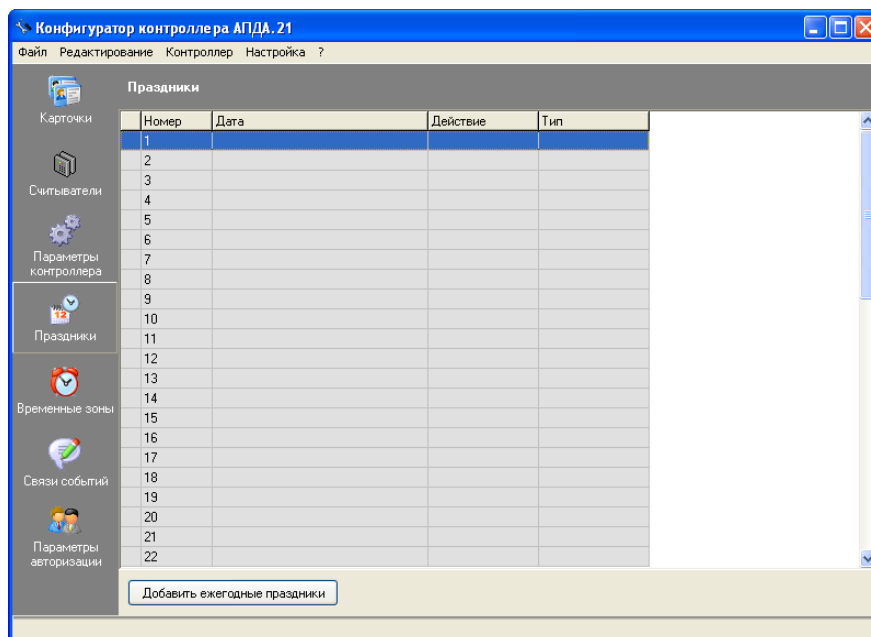 Конфигуратор контроллера АПДА.21
Файл Редактирование Контроллер Настройка ?
Карточки
Считыватели
Параметры
контроллера
12
Праздники
Временные зоны
Связи событий
Параметры
авторизации
Праздники
Номер Дата Действие Тип
1
2
3
4
5
6
7
8
9
10
11
12
13
14
15
16
17
18
19
20
21
22
Добавить ежегодные праздники